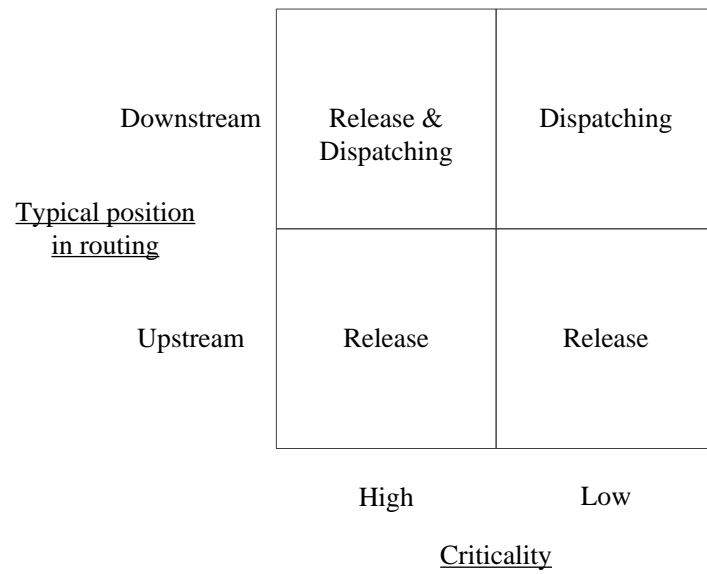 Downstream
Release &
Dispatching
Dispatching
Typical position
in routing
Upstream
Release
Release
High
Low
Criticality